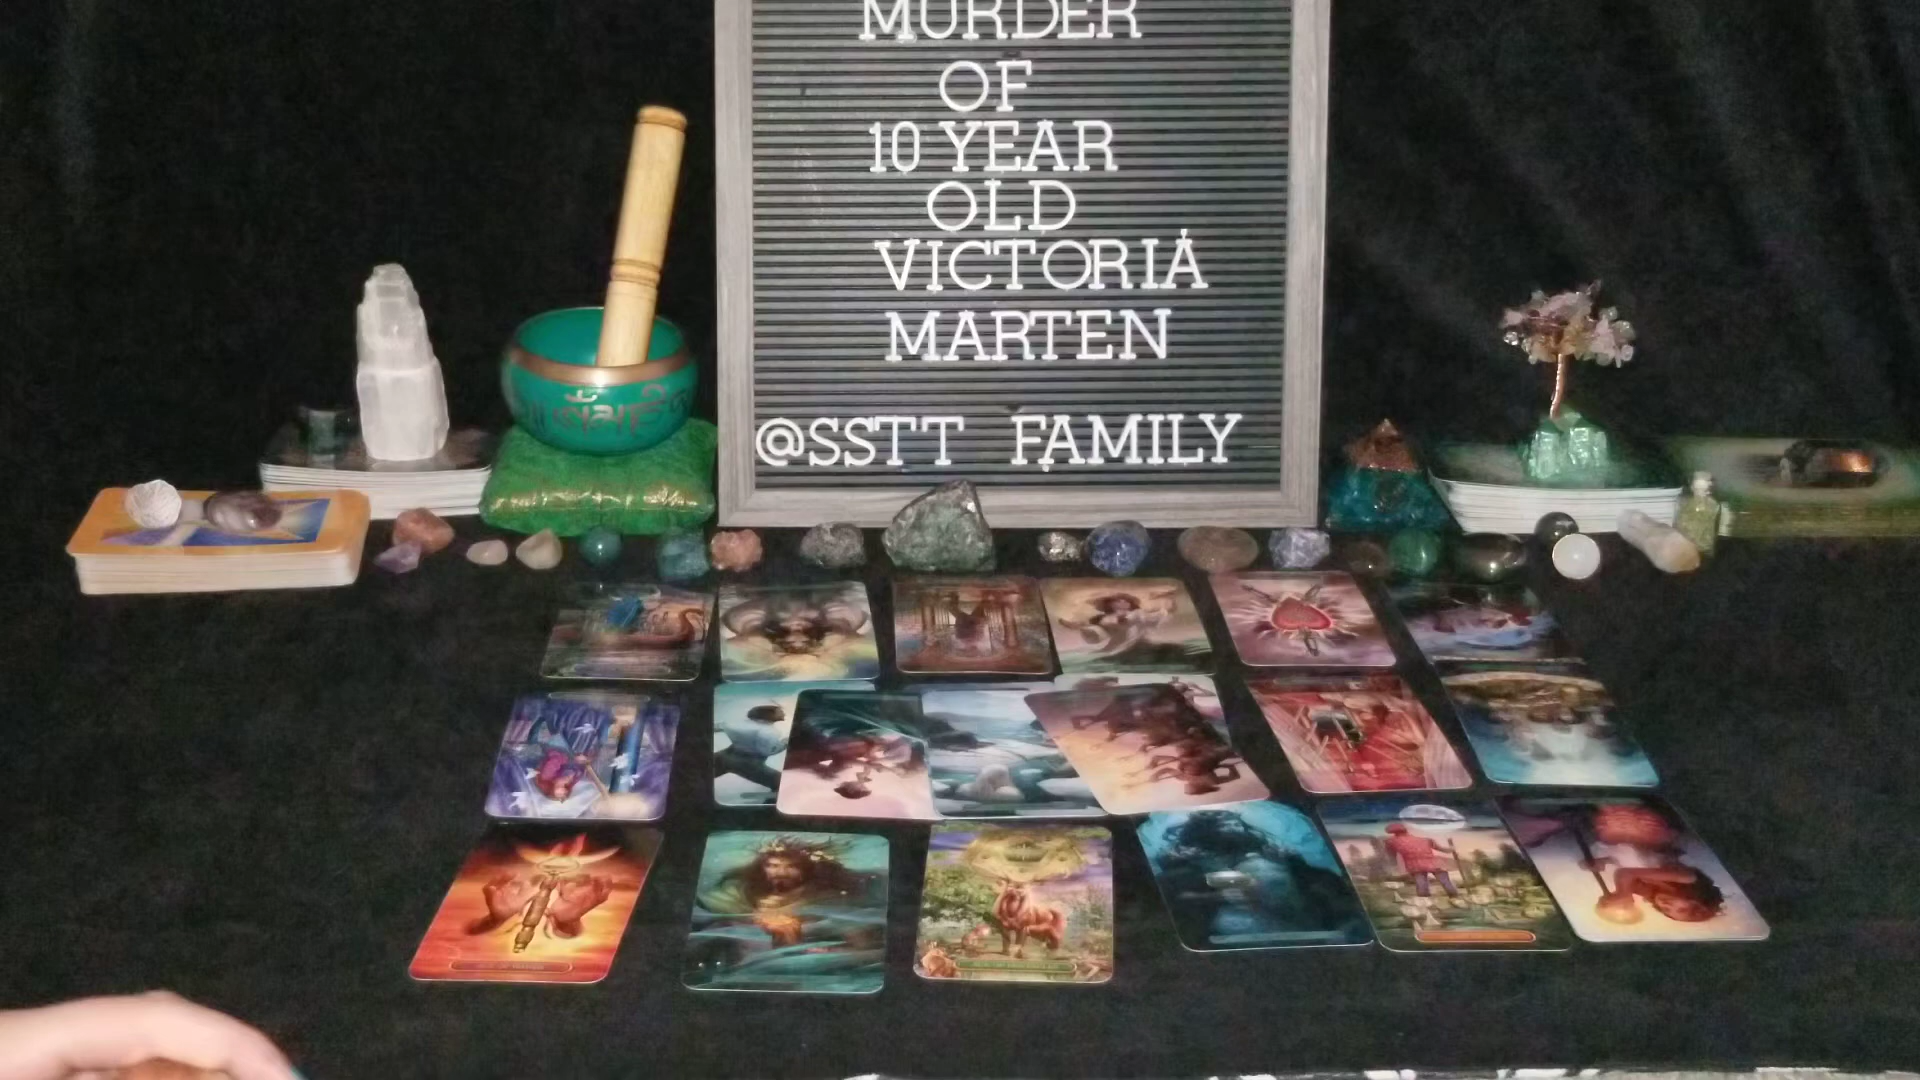 MURDER
OF
10 YEAR
OLD
VICTORIA
MARTEN
@SSTT FAMILY